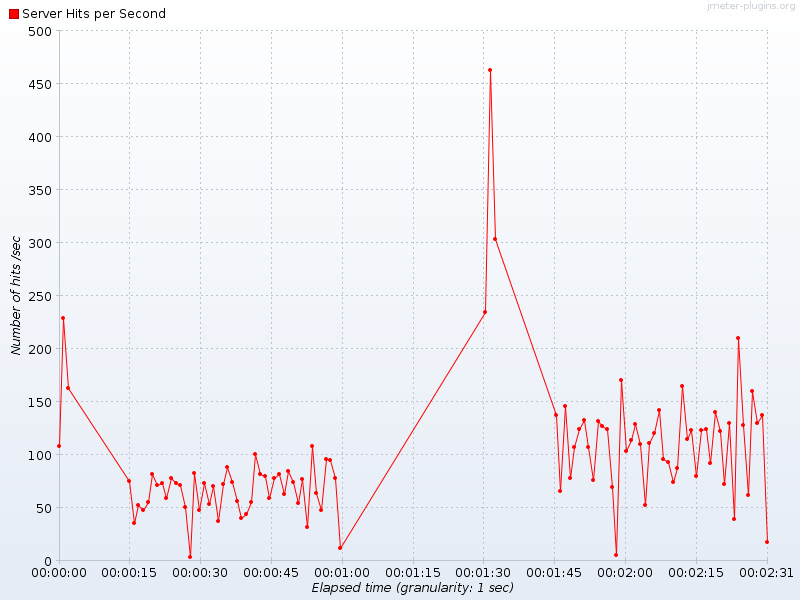 Server Hits per Second
jmeter-plugins.org
500
450
400
350
300
250
200
150
100
50
0
Number of hits /sec
00:00:00 00:00:15 00:00:30 00:00:45 00:01:00 00:01:15 00:01:30 00:01:45 00:02:00 00:02:15 00:02:31
Elapsed time (granularity: 1 sec)